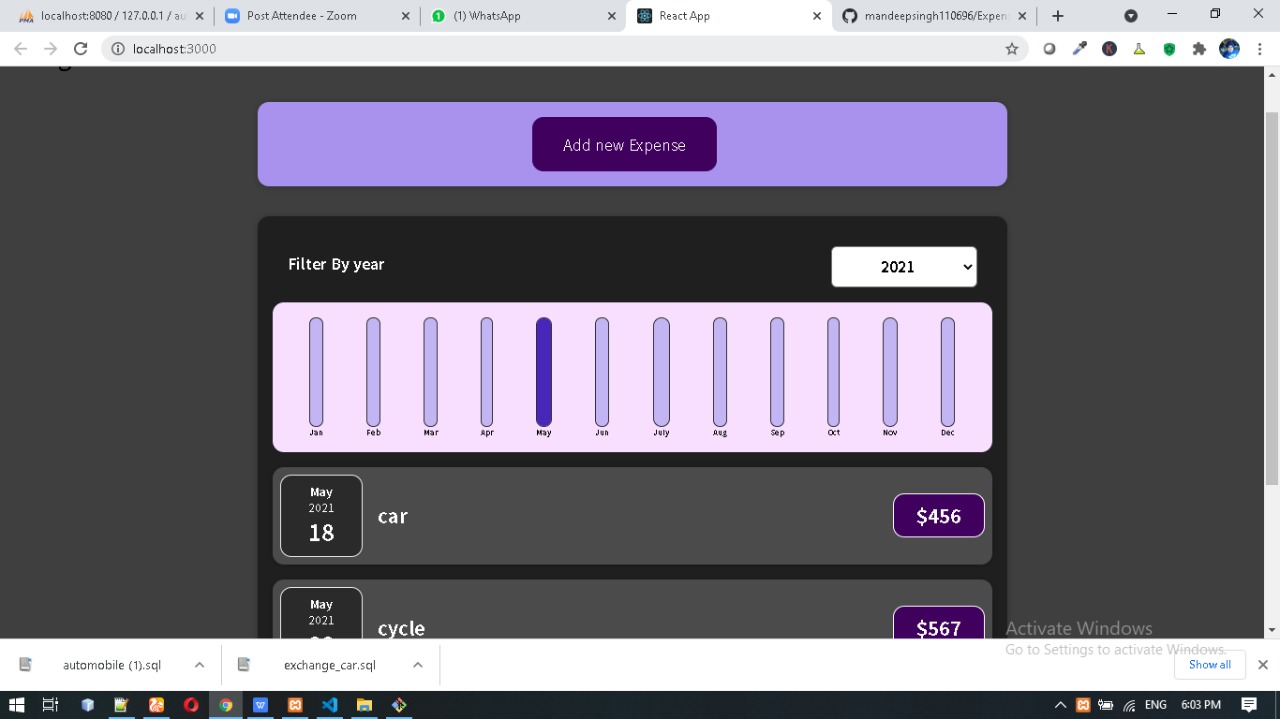 localhost:8080 / 127.0.0.1 / au
Post Attendee - Zoom
(1) WhatsApp
React App
mandeepsingh110696/Expen
localhost:3000
Add new Expense
Filter By year
2021
Jan Feb Mar Apr May Jun July Aug Sep Oct Nov Dec
May
2021
18
car
$456
May
2021
cycle
$567
Activate Windows
Go to Settings to activate Windows.
automobile (1).sql
exchange_car.sql
Show all
ENG
6:03 PM